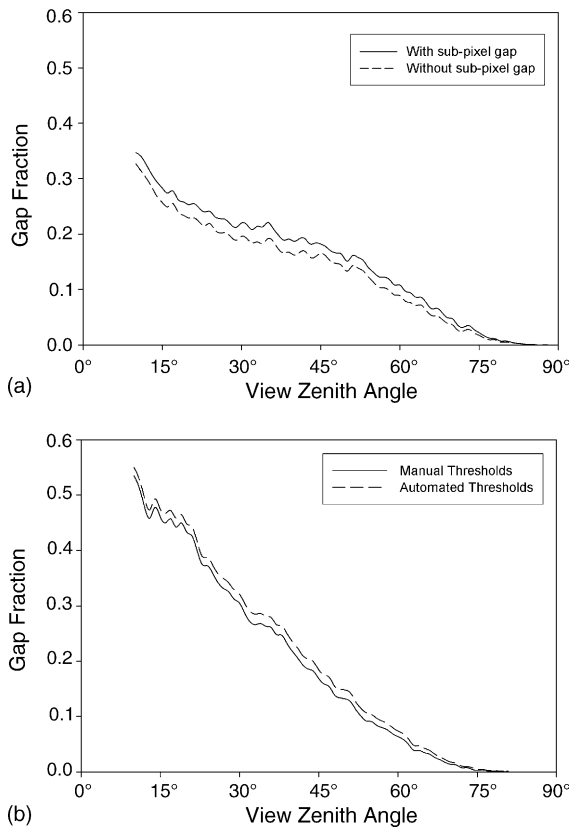 0.6
With sub-pixel gap
Without sub-pixel gap
0.5
0.4
0.3
0.2
0.1
0.0
Gap Fraction
0° 15° 30° 45° 60° 75° 90°
View Zenith Angle
(a)
0.6
Manual Thresholds
Automated Thresholds
0.5
0.4
0.3
0.2
0.1
0.0
Gap Fraction
0° 15° 30° 45° 60° 75° 90°
View Zenith Angle
(b)